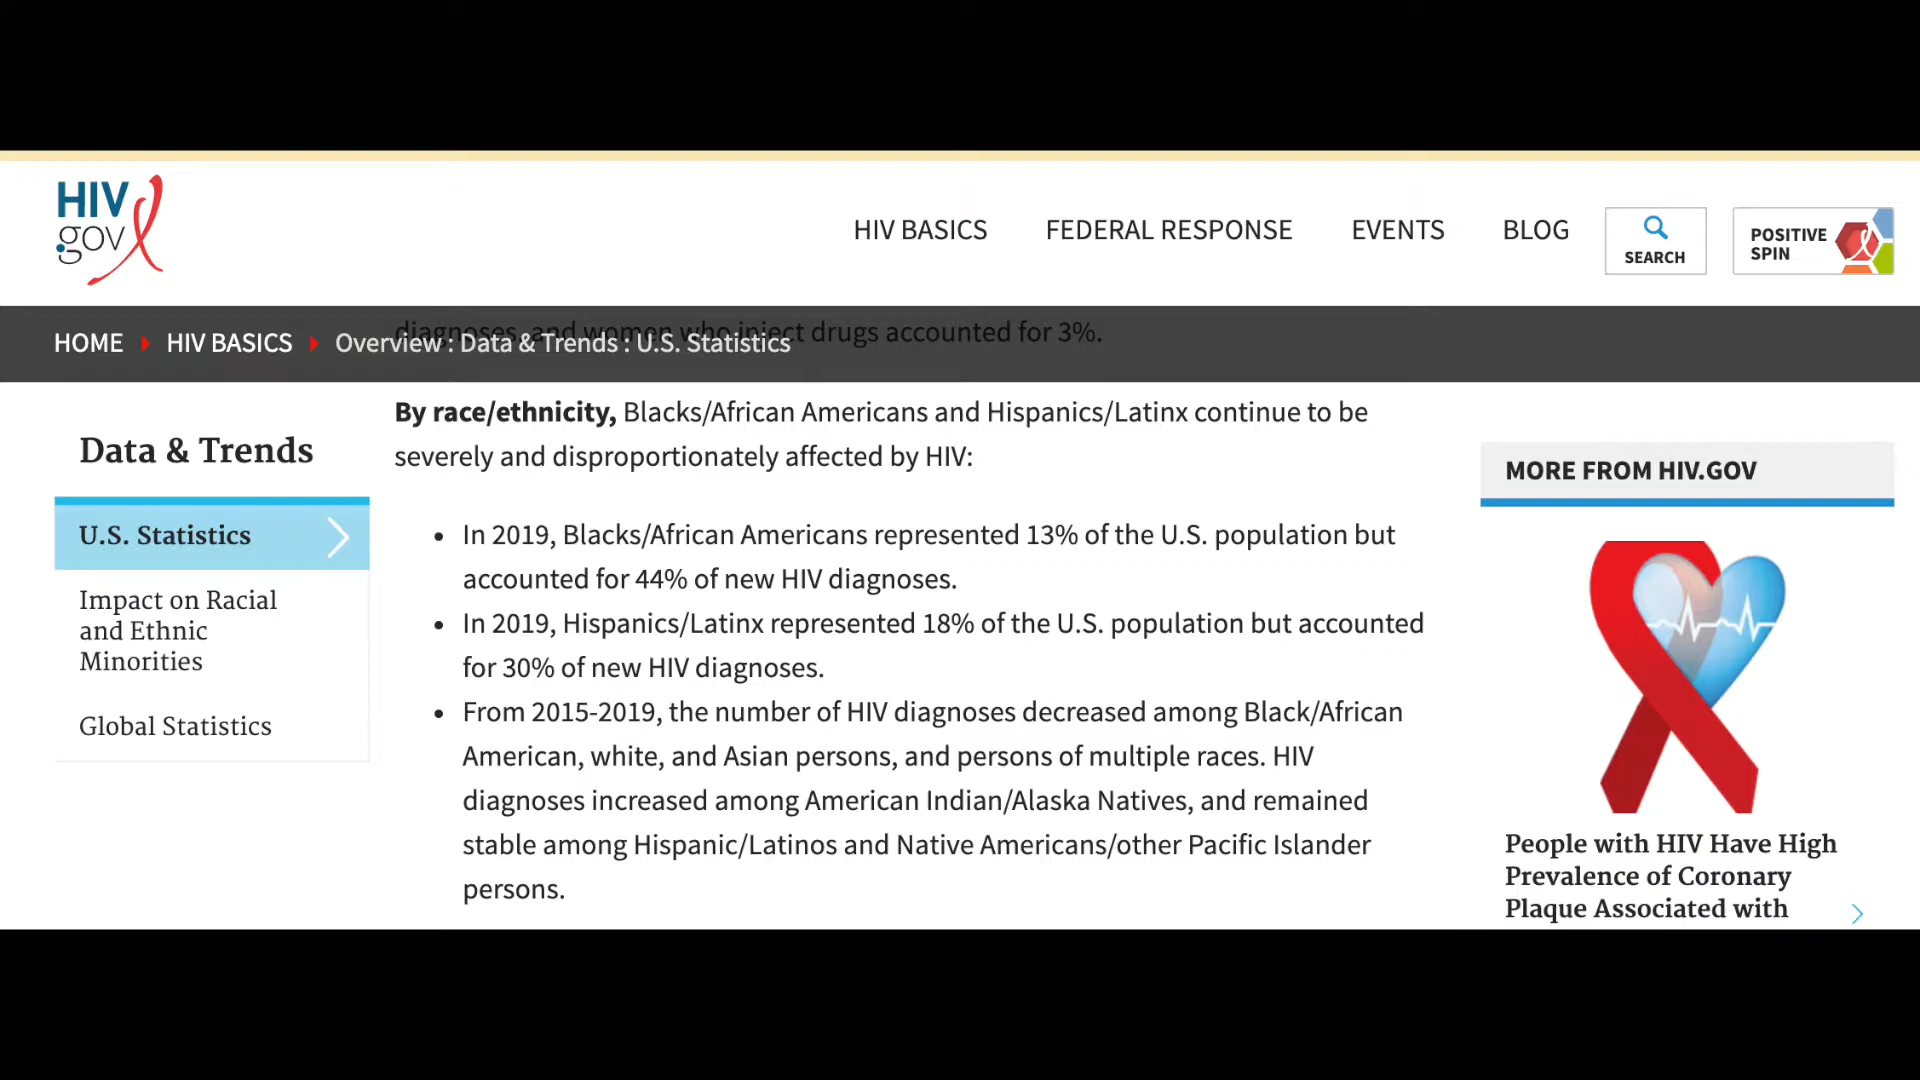 HIV
.gov
HIV BASICS
FEDERAL RESPONSE
EVENTS
BLOG
SEARCH
POSITIVE
SPIN
diagnoses, and women who inject drugs accounted for 3%.
HOME HIV BASICS Overview : Data & Trends : U.S. Statistics
Data & Trends
U.S. Statistics
Impact on Racial
and Ethnic
Minorities
Global Statistics
By race/ethnicity, Blacks/African Americans and Hispanics/Latinx continue to be
severely and disproportionately affected by HIV:
• In 2019, Blacks/African Americans represented 13% of the U.S. population but
accounted for 44% of new HIV diagnoses.
• In 2019, Hispanics/Latinx represented 18% of the U.S. population but accounted
for 30% of new HIV diagnoses.
• From 2015-2019, the number of HIV diagnoses decreased among Black/African
American, white, and Asian persons, and persons of multiple races. HIV
diagnoses increased among American Indian/Alaska Natives, and remained
stable among Hispanic/Latinos and Native Americans/other Pacific Islander
persons.
MORE FROM HIV.GOV
People with HIV Have High
Prevalence of Coronary
Plaque Associated with